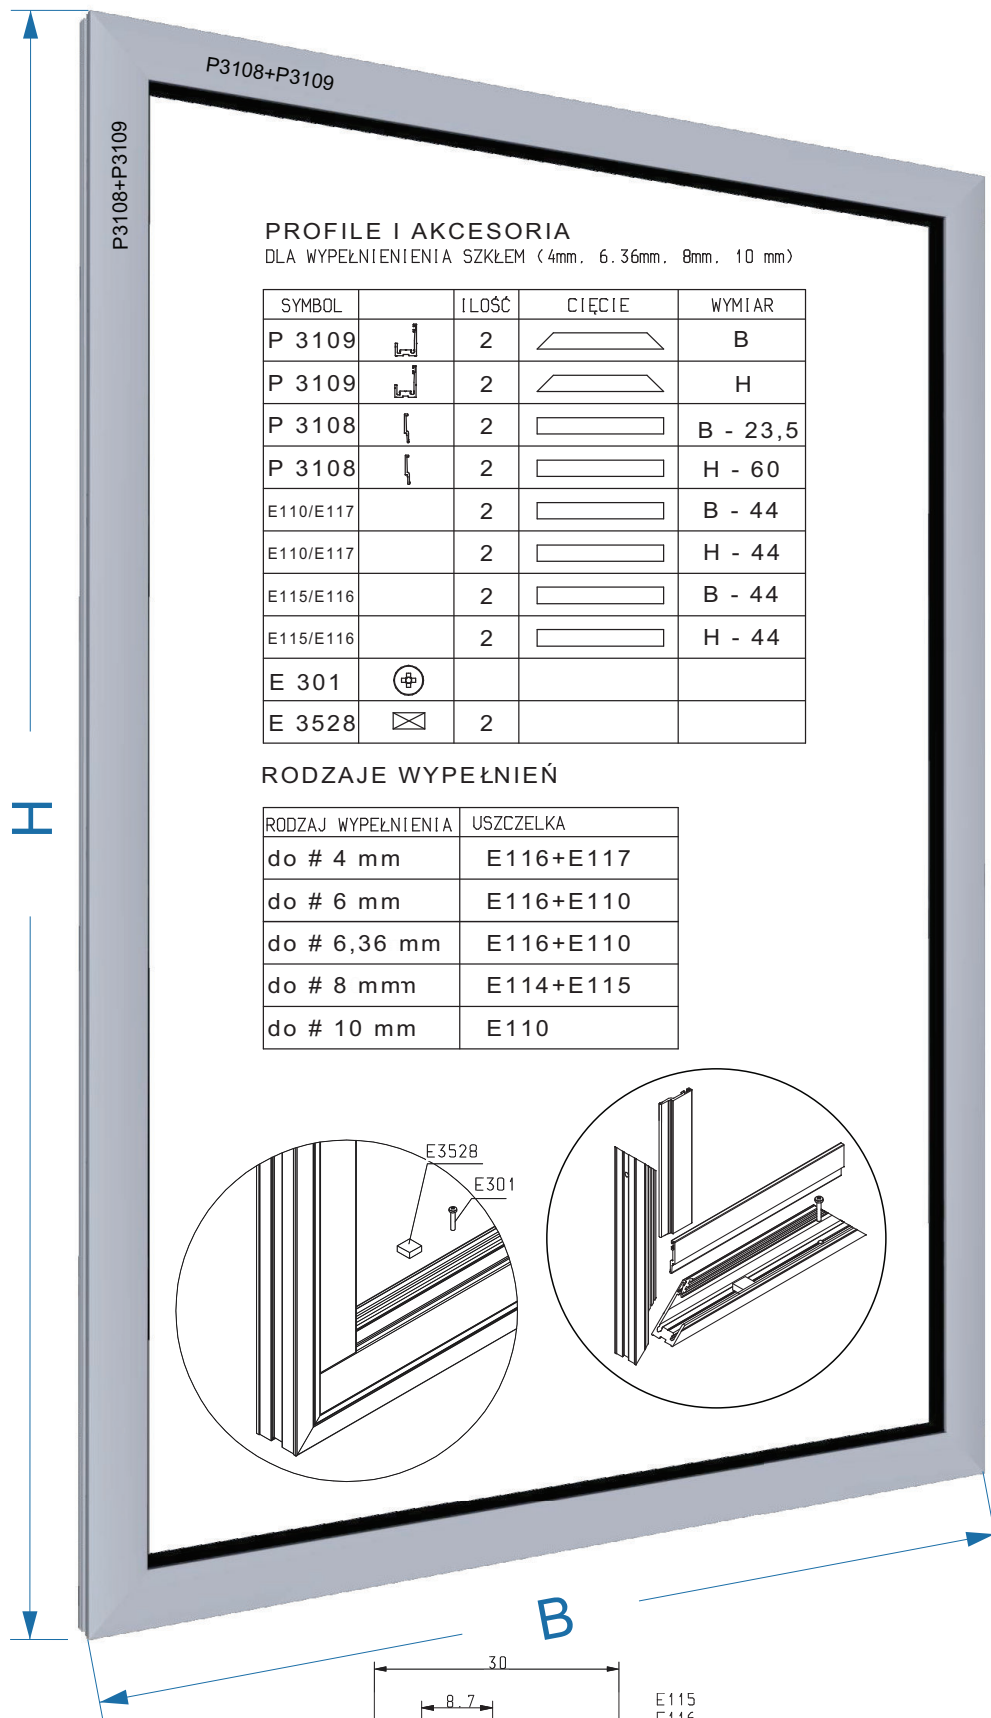 P3108+P3109
P3108+P3109
PROFILE I AKCESORIA
DLA WYPEŁNIENIENIA SZKŁEM (4mm. 6.36mm. 8mm. 10 mm)
SYMBOL ILOŚĆ CIĘCIE WYMIAR
P 3109 2 B
P 3109 2 H
P 3108 2 B - 23,5
P 3108 2 H - 60
E110/E117 2 B - 44
E110/E117 2 H - 44
E115/E116 2 B - 44
E115/E116 2 H - 44
E 301
E 3528 2
RODZAJE WYPEŁNIEŃ
RODZAJ WYPEŁNIENIA USZCZELKA
do # 4 mm E116+E117
do # 6 mm E116+E110
do # 6,36 mm E116+E110
do # 8 mmm E114+E115
do # 10 mm E110
E3528
E301
H
B
30
8.7
E115
E116